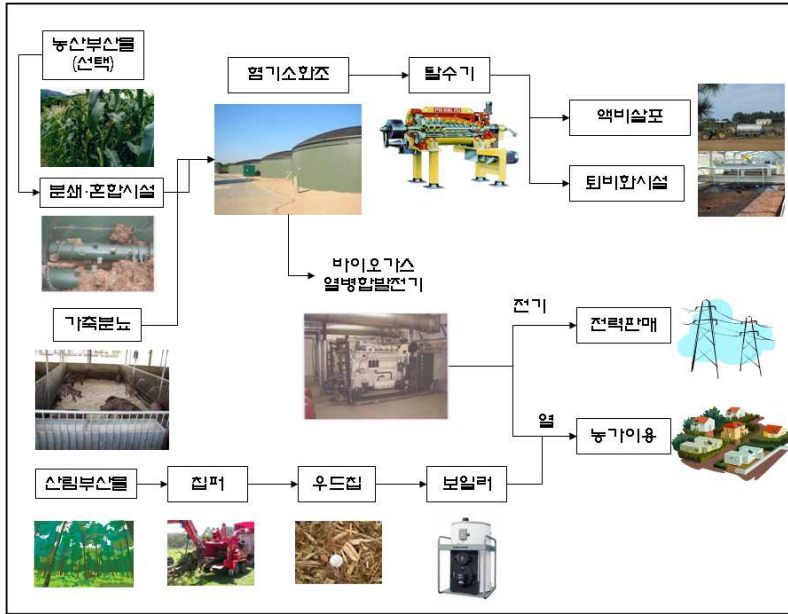 농산부산물
(선택)
혐기소화조
탈수기
액비살포
분쇄·혼합시설
퇴비화시설
바이오가스
열병합발전기
가축분뇨
전기
전력판매
열
농가이용
산림부산물
칩퍼
우드칩
보일러